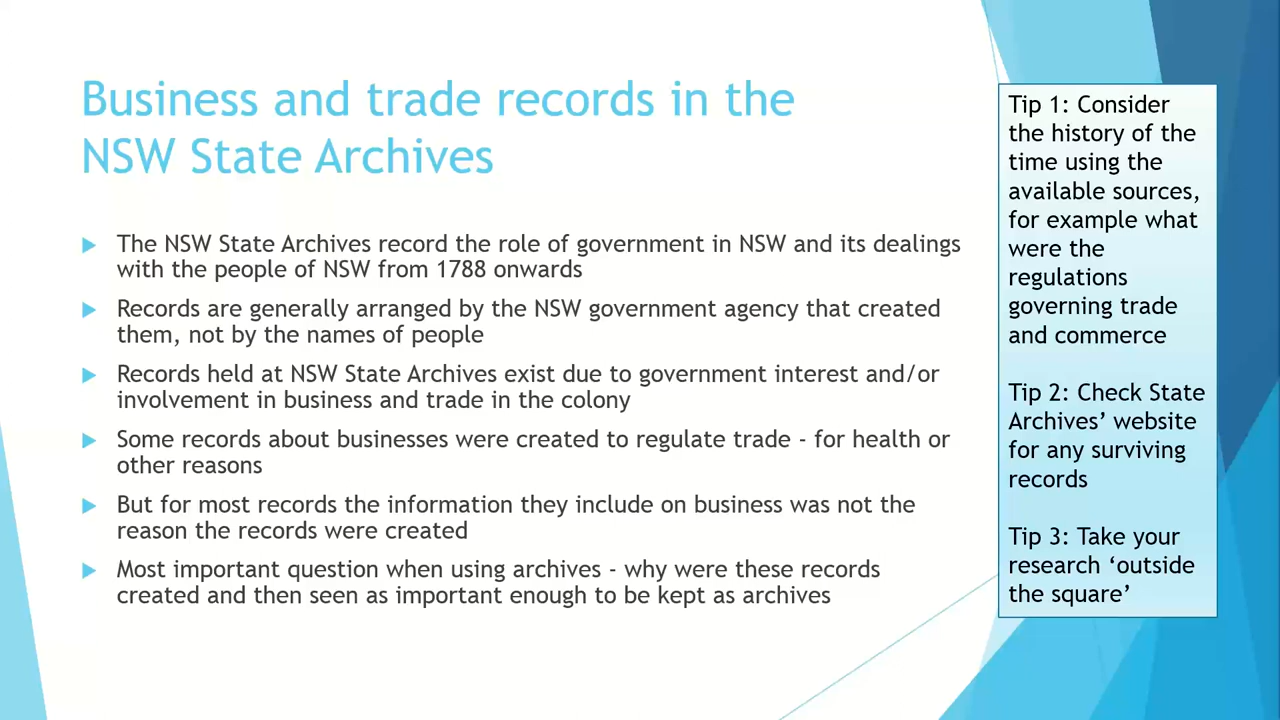 Business and trade records in the
NSW State Archives
The NSW State Archives record the role of government in NSW and its dealings
with the people of NSW from 1788 onwards
Records are generally arranged by the NSW government agency that created
them, not by the names of people
Records held at NSW State Archives exist due to government interest and/or
involvement in business and trade in the colony
Some records about businesses were created to regulate trade - for health or
other reasons
But for most records the information they include on business was not the
reason the records were created
Most important question when using archives - why were these records
created and then seen as important enough to be kept as archives
Tip 1: Consider
the history of the
time using the
available sources,
for example what
were the
regulations
governing trade
and commerce
Tip 2: Check State
Archives’ website
for any surviving
records
Tip 3: Take your
research ‘outside
the square’